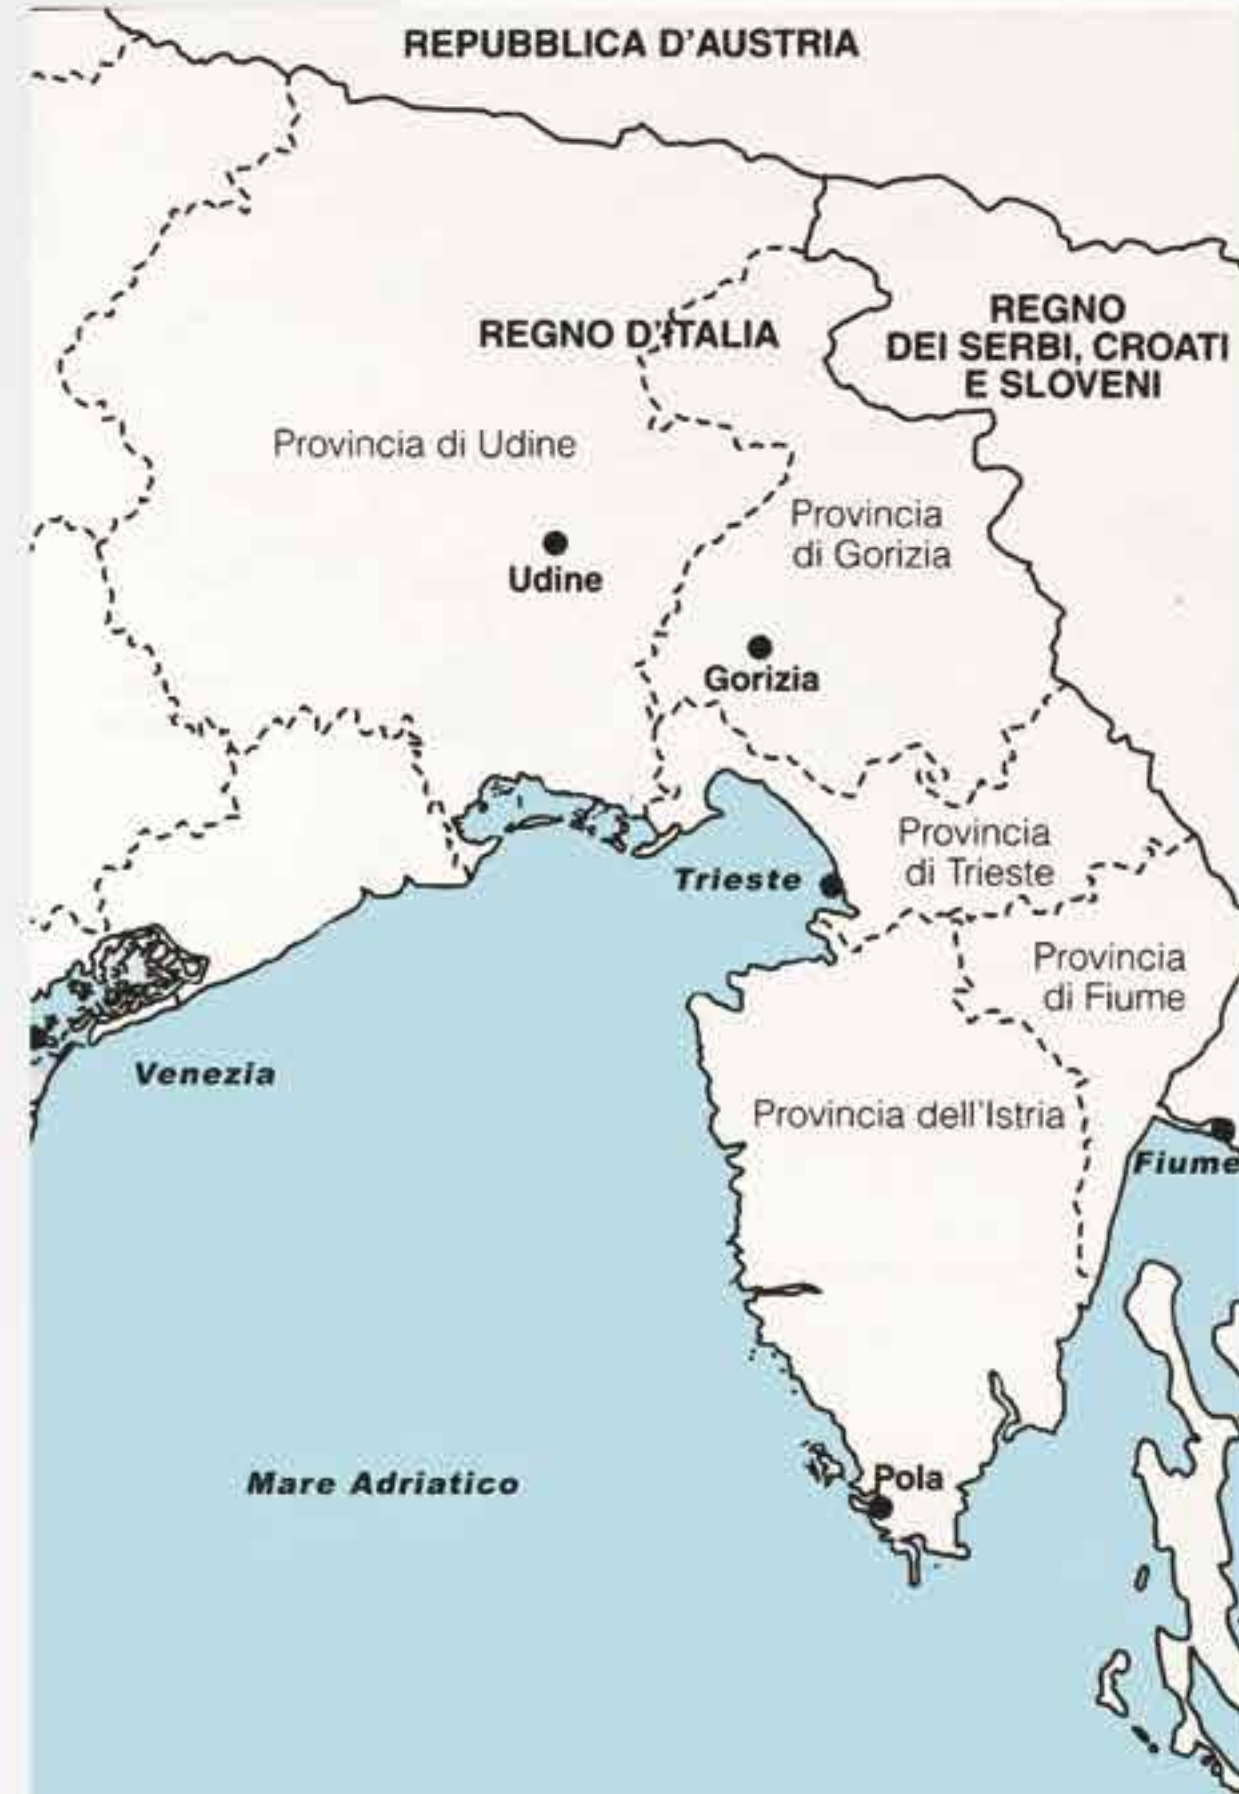 REPUBBLICA D'AUSTRIA
REGNO D'ITALIA
REGNO
DEI SERBI, CROATI
E SLOVENI
Provincia di Udine
Udine
Provincia
di Gorizia
Gorizia
Provincia
di Trieste
Trieste
Provincia
di Fiume
Venezia
Provincia dell'Istria
Fiume
Pola
Mare Adriatico